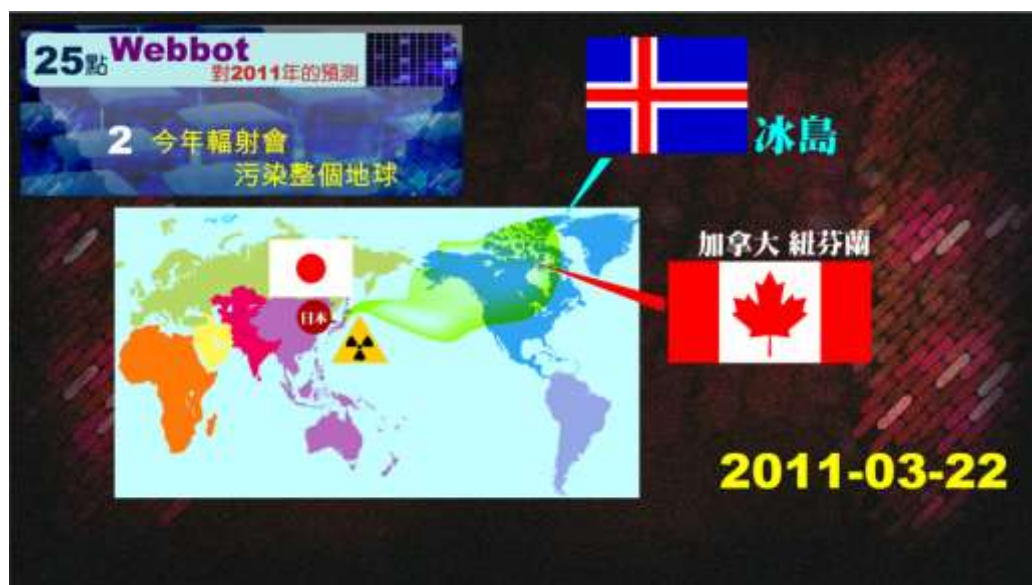 25點 Webbot
對2011年的預測
2 今年輻射會
污染整個地球
冰島
加拿大 紐芬蘭
日本
2011-03-22